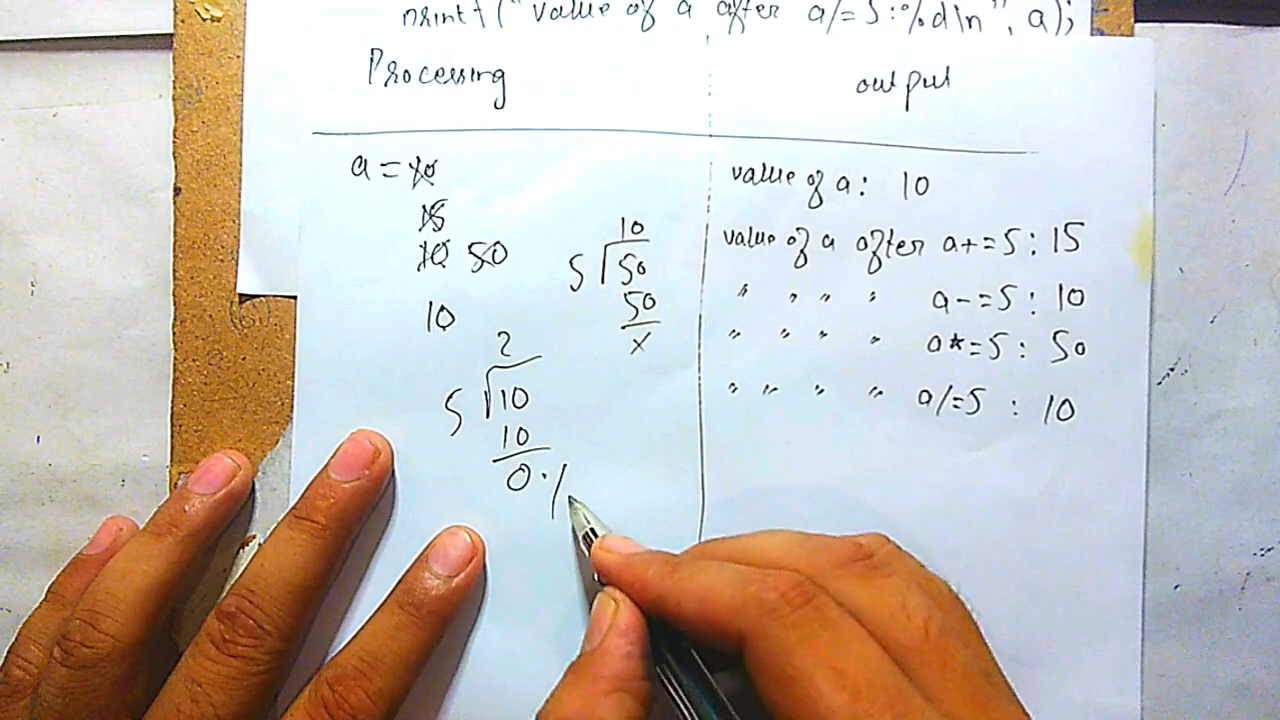 printf ("value of a after a/=5:%d\n", a);
Processing
output
a = 10
15
10 50
10
10
5 50
50
x
2
5 10
10
0 %
value of a : 10
value of a after a+=5 : 15
" " " " a-=5 : 10
" " " " a*=5 : 50
" " " " a/=5 : 10